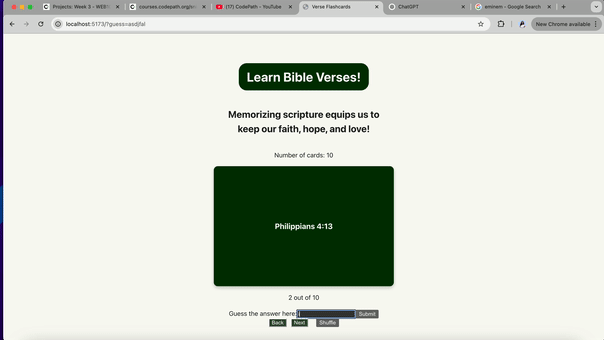 Projects: Week 3 - WEB1
courses.codepath.org/sn
(17) CodePath - YouTube
Verse Flashcards
ChatGPT
eminem - Google Search
localhost:5173/?guess=asdjfal
New Chrome available
Learn Bible Verses!
Memorizing scripture equips us to
keep our faith, hope, and love!
Number of cards: 10
Philippians 4:13
2 out of 10
Guess the answer here: Submit
Back Next Shuffle